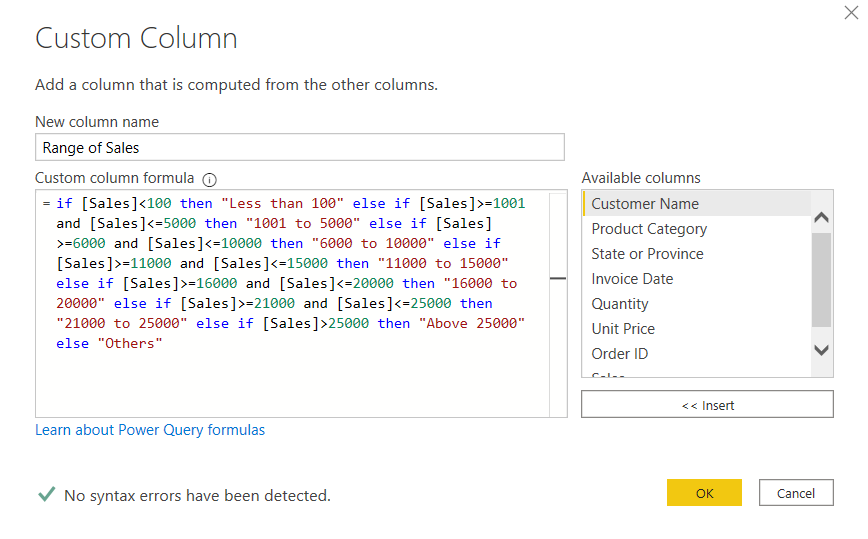 Custom Column
Add a column that is computed from the other columns.
New column name
Range of Sales
Custom column formula
= if [Sales]<100 then "Less than 100" else if [Sales]>=1001
and [Sales]<=5000 then "1001 to 5000" else if [Sales]
>=6000 and [Sales]<=10000 then "6000 to 10000" else if
[Sales]>=11000 and [Sales]<=15000 then "11000 to 15000"
else if [Sales]>=16000 and [Sales]<=20000 then "16000 to
20000" else if [Sales]>=21000 and [Sales]<=25000 then
"21000 to 25000" else if [Sales]>25000 then "Above 25000"
else "Others"
Learn about Power Query formulas
Available columns
Customer Name
Product Category
State or Province
Invoice Date
Quantity
Unit Price
Order ID
Sales
<< Insert
No syntax errors have been detected.
OK
Cancel